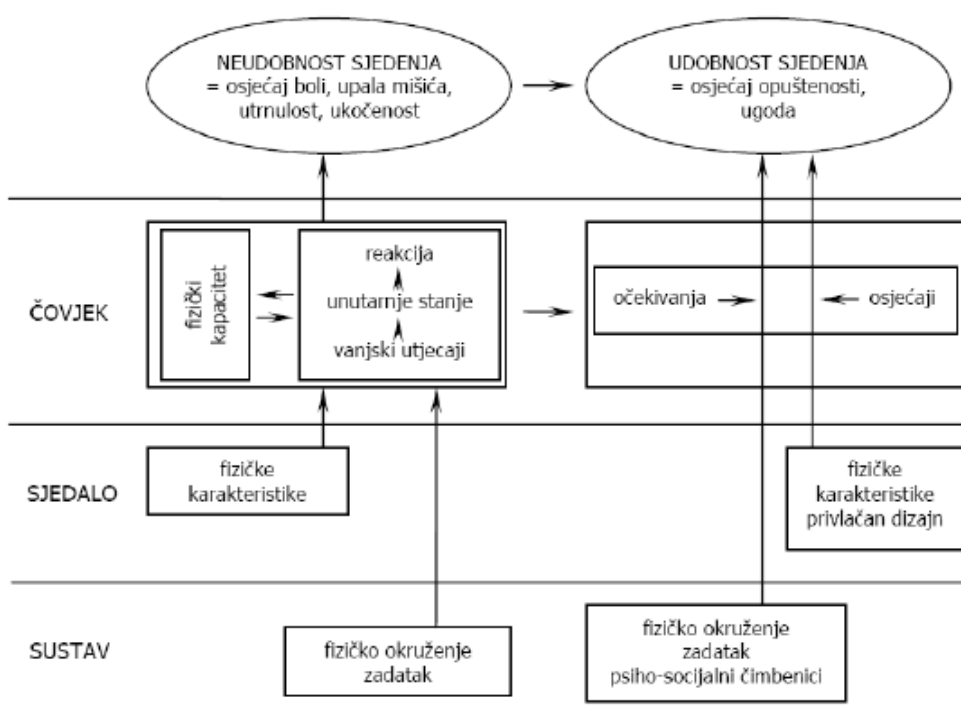 NEUDOBNOST SJEDENJA
= osjećaj boli, upala mišića,
utrnulost, ukočenost
UDOBNOST SJEDENJA
= osjećaj opuštenosti,
ugoda
ČOVJEK
fizički
kapacitet
reakcija
unutarnje stanje
vanjski utjecaji
očekivanja
osjećaji
SJEDALO
fizičke
karakteristike
fizičke
karakteristike
privlačan dizajn
SUSTAV
fizičko okruženje
zadatak
fizičko okruženje
zadatak
psiho-socijalni čimbenici